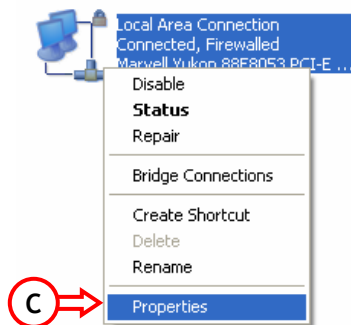 Local Area Connection
Connected, Firewalled
Marvell Yukon 88E8053 PCI-E ...
Disable
Status
Repair
Bridge Connections
Create Shortcut
Delete
Rename
C
Properties